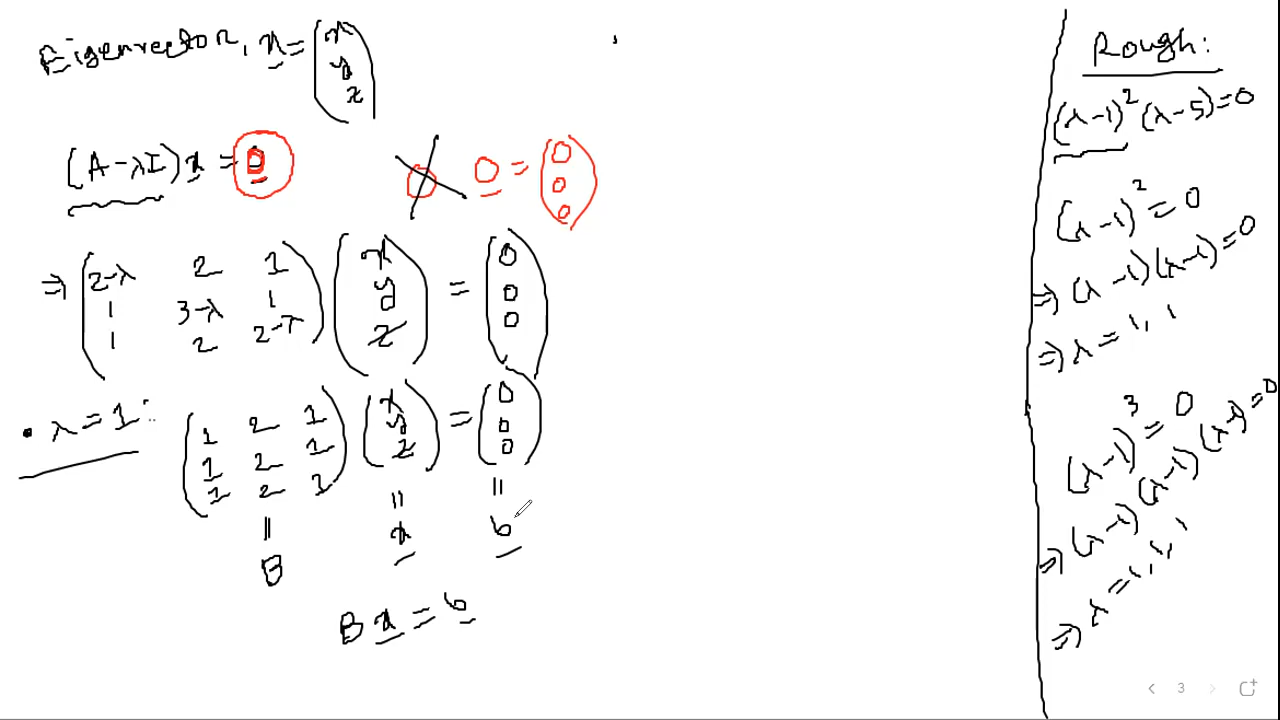 Eigenvector, x = (x y z)
(A-λI)x = 0
0 0 = (0 0 0)
⇒ (2-λ 2 1) (x) = (0)
1 3-λ 1 y 0
1 2 2-λ z 0
• λ = 1: (1 2 1) (x) = (0)
1 2 1 y 0
1 2 1 z 0
= = =
B x b
Bx = b
Rough:
(λ-1)² (λ-5) = 0
(λ-1)² = 0
⇒ (λ-1)(λ-1) = 0
⇒ λ = 1, 1
(λ-1)³ = 0
⇒ (λ-1)(λ-1)(λ-1) = 0
⇒ λ = 1, 1, 1
3